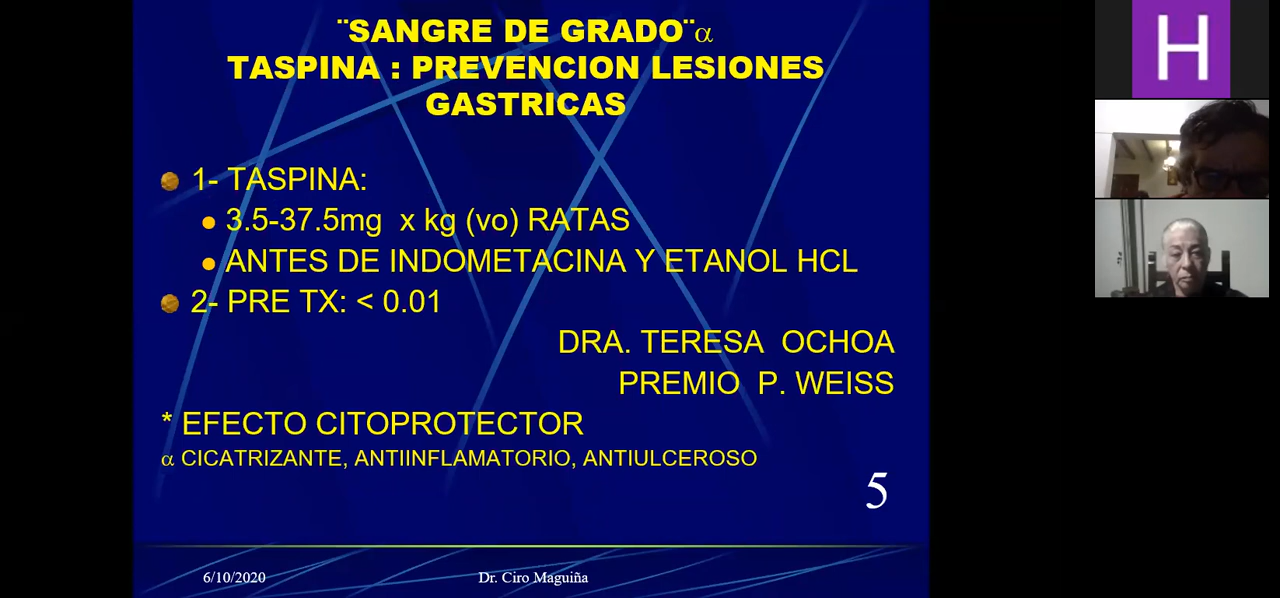 ¨SANGRE DE GRADO¨α
TASPINA : PREVENCION LESIONES
GASTRICAS
1- TASPINA:
3.5-37.5mg x kg (vo) RATAS
ANTES DE INDOMETACINA Y ETANOL HCL
2- PRE TX: < 0.01
DRA. TERESA OCHOA
PREMIO P. WEISS
* EFECTO CITOPROTECTOR
α CICATRIZANTE, ANTIINFLAMATORIO, ANTIULCEROSO
5
6/10/2020
Dr. Ciro Maguiña
H